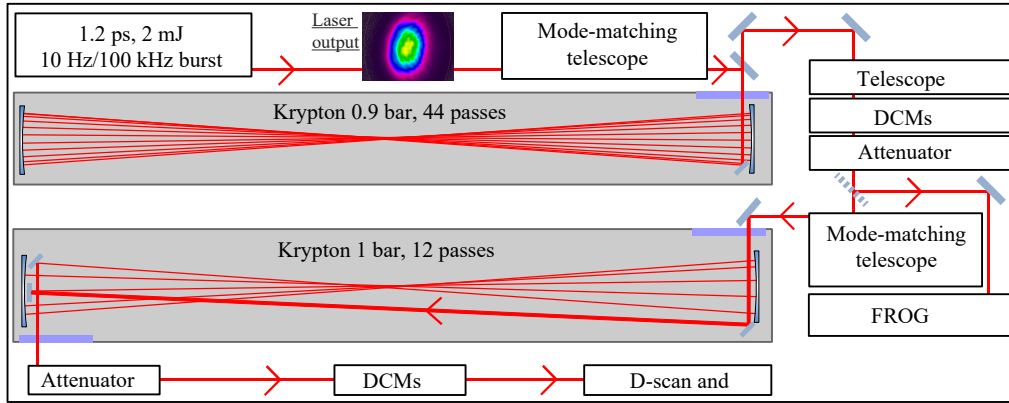 1.2 ps, 2 mJ
10 Hz/100 kHz burst
Laser
output
Mode-matching
telescope
Telescope
DCMs
Attenuator
Krypton 0.9 bar, 44 passes
Krypton 1 bar, 12 passes
Mode-matching
telescope
FROG
Attenuator
DCMs
D-scan and